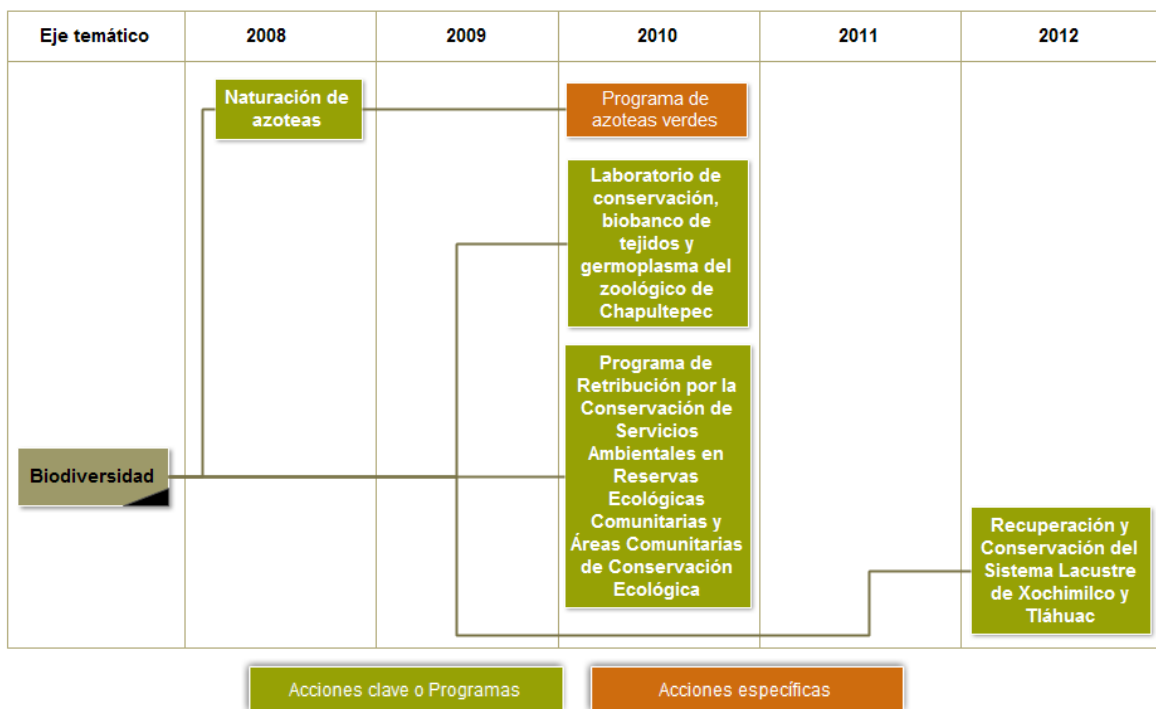 Eje temático
2008
2009
2010
2011
2012
Naturación de
azoteas
Programa de
azoteas verdes
Laboratorio de
conservación,
biobanco de
tejidos y
germoplasma del
zoológico de
Chapultepec
Programa de
Retribución por la
Conservación de
Servicios
Ambientales en
Reservas
Ecológicas
Comunitarias y
Áreas Comunitarias
de Conservación
Ecológica
Biodiversidad
Recuperación y
Conservación del
Sistema Lacustre
de Xochimilco y
Tláhuac
Acciones clave o Programas
Acciones específicas